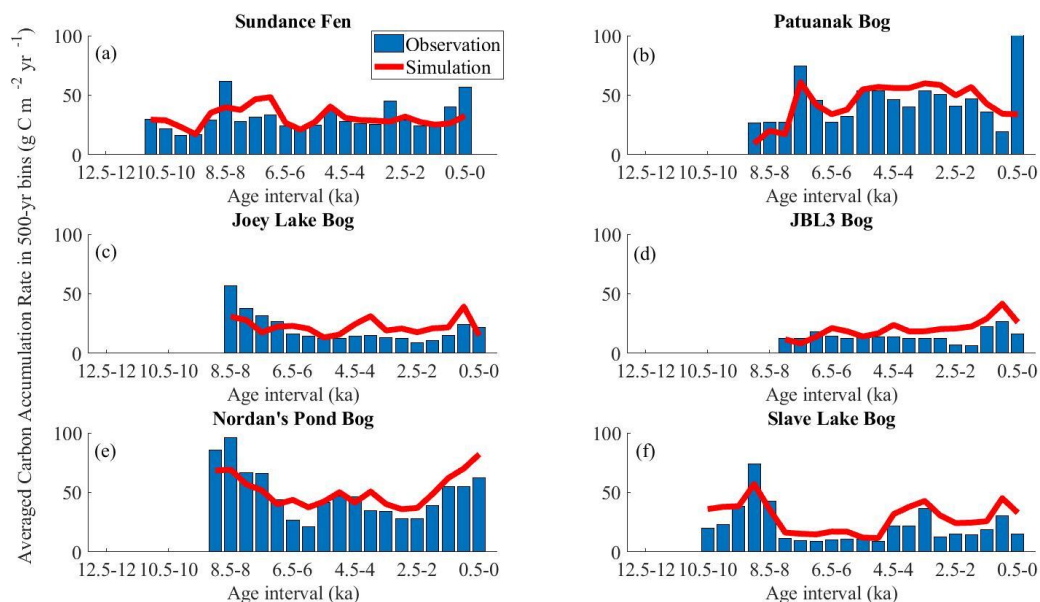 Averaged Carbon Accumulation Rate in 500-yr bins (g C m -2 yr -1)
Sundance Fen
(a)
Observation
Simulation
100
50
0
12.5-12 10.5-10 8.5-8 6.5-6 4.5-4 2.5-2 0.5-0
Age interval (ka)
Patuanak Bog
(b)
100
50
0
12.5-12 10.5-10 8.5-8 6.5-6 4.5-4 2.5-2 0.5-0
Age interval (ka)
Joey Lake Bog
(c)
100
50
0
12.5-12 10.5-10 8.5-8 6.5-6 4.5-4 2.5-2 0.5-0
Age interval (ka)
JBL3 Bog
(d)
100
50
0
12.5-12 10.5-10 8.5-8 6.5-6 4.5-4 2.5-2 0.5-0
Age interval (ka)
Nordan's Pond Bog
(e)
100
50
0
12.5-12 10.5-10 8.5-8 6.5-6 4.5-4 2.5-2 0.5-0
Age interval (ka)
Slave Lake Bog
(f)
100
50
0
12.5-12 10.5-10 8.5-8 6.5-6 4.5-4 2.5-2 0.5-0
Age interval (ka)